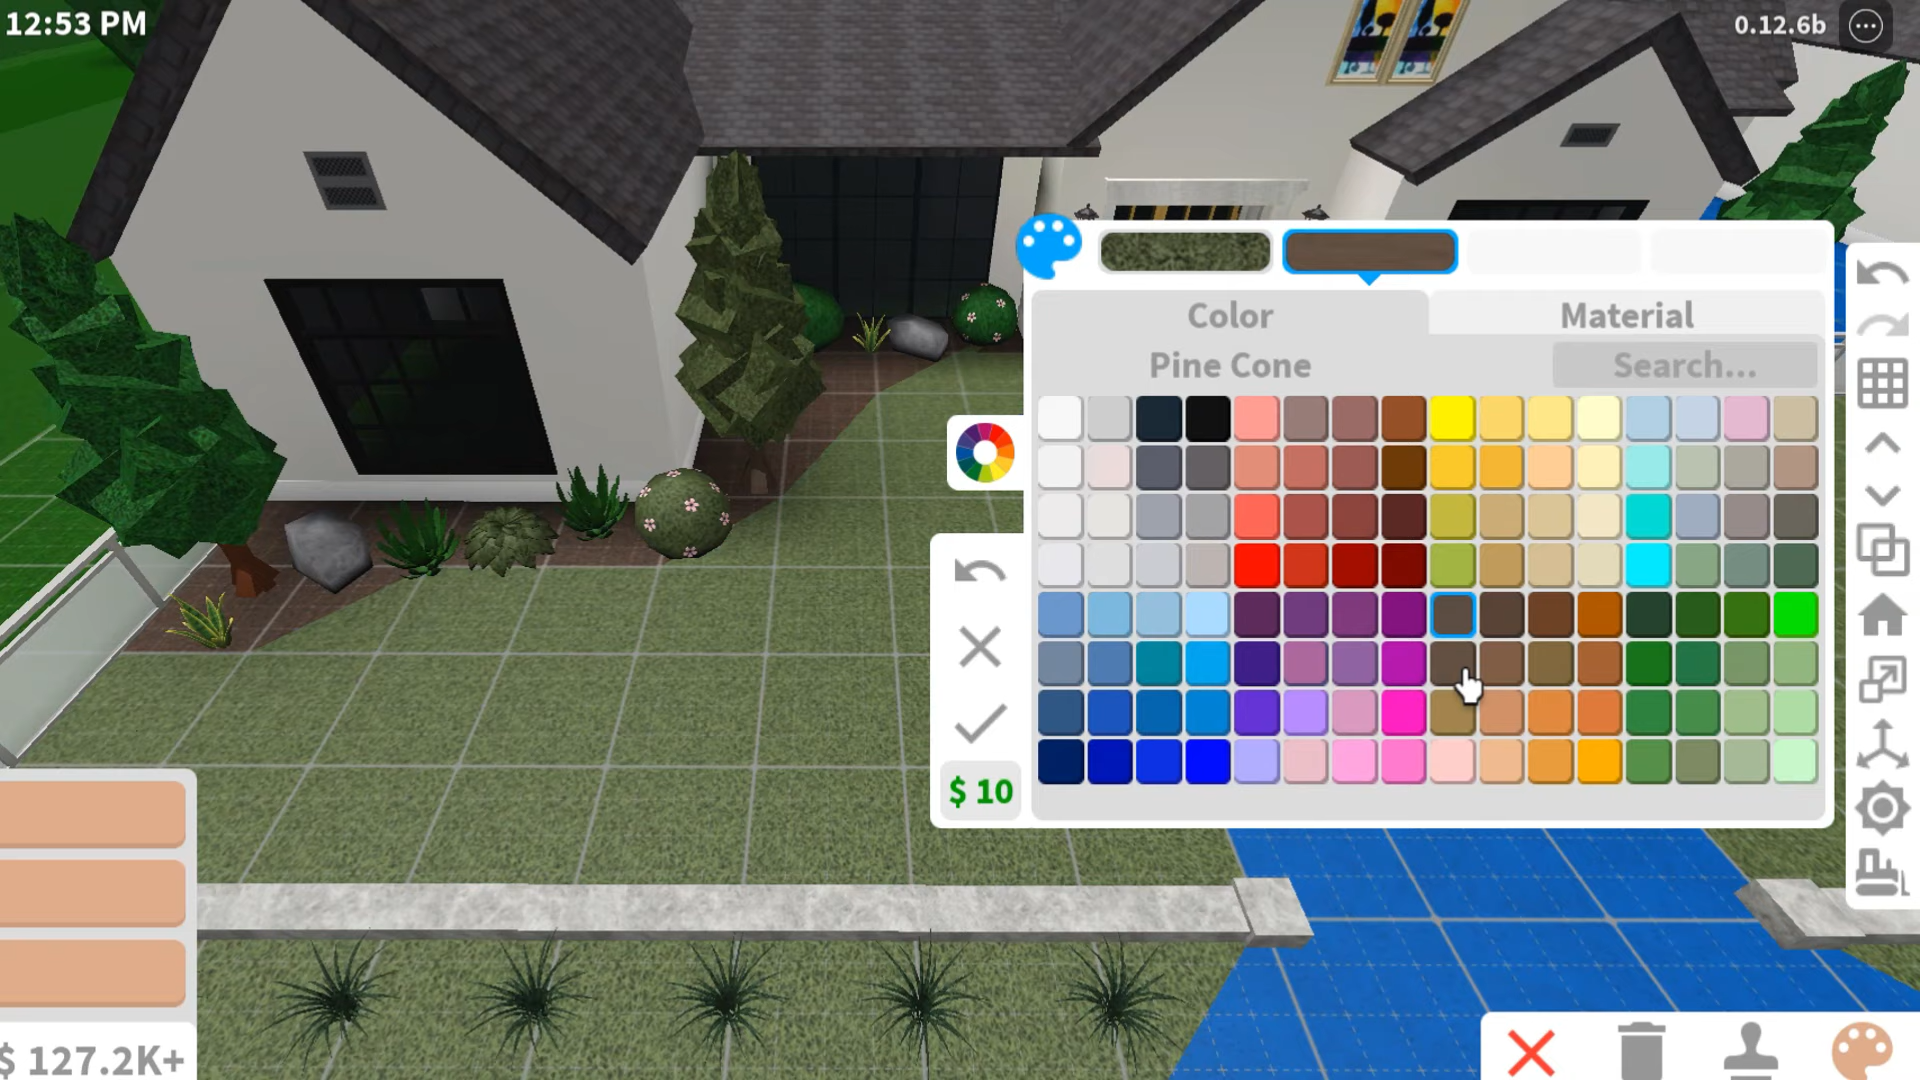 12:53 PM
0.12.6b
Color
Material
Pine Cone
Search...
$ 10
$ 127.2K+